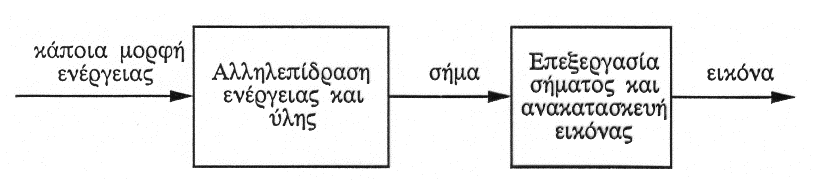 κάποια μορφή
ενέργειας
Αλληλεπίδραση
ενέργειας και
ύλης
σήμα
Επεξεργασία
σήματος και
ανακατασκευή
εικόνας
εικόνα